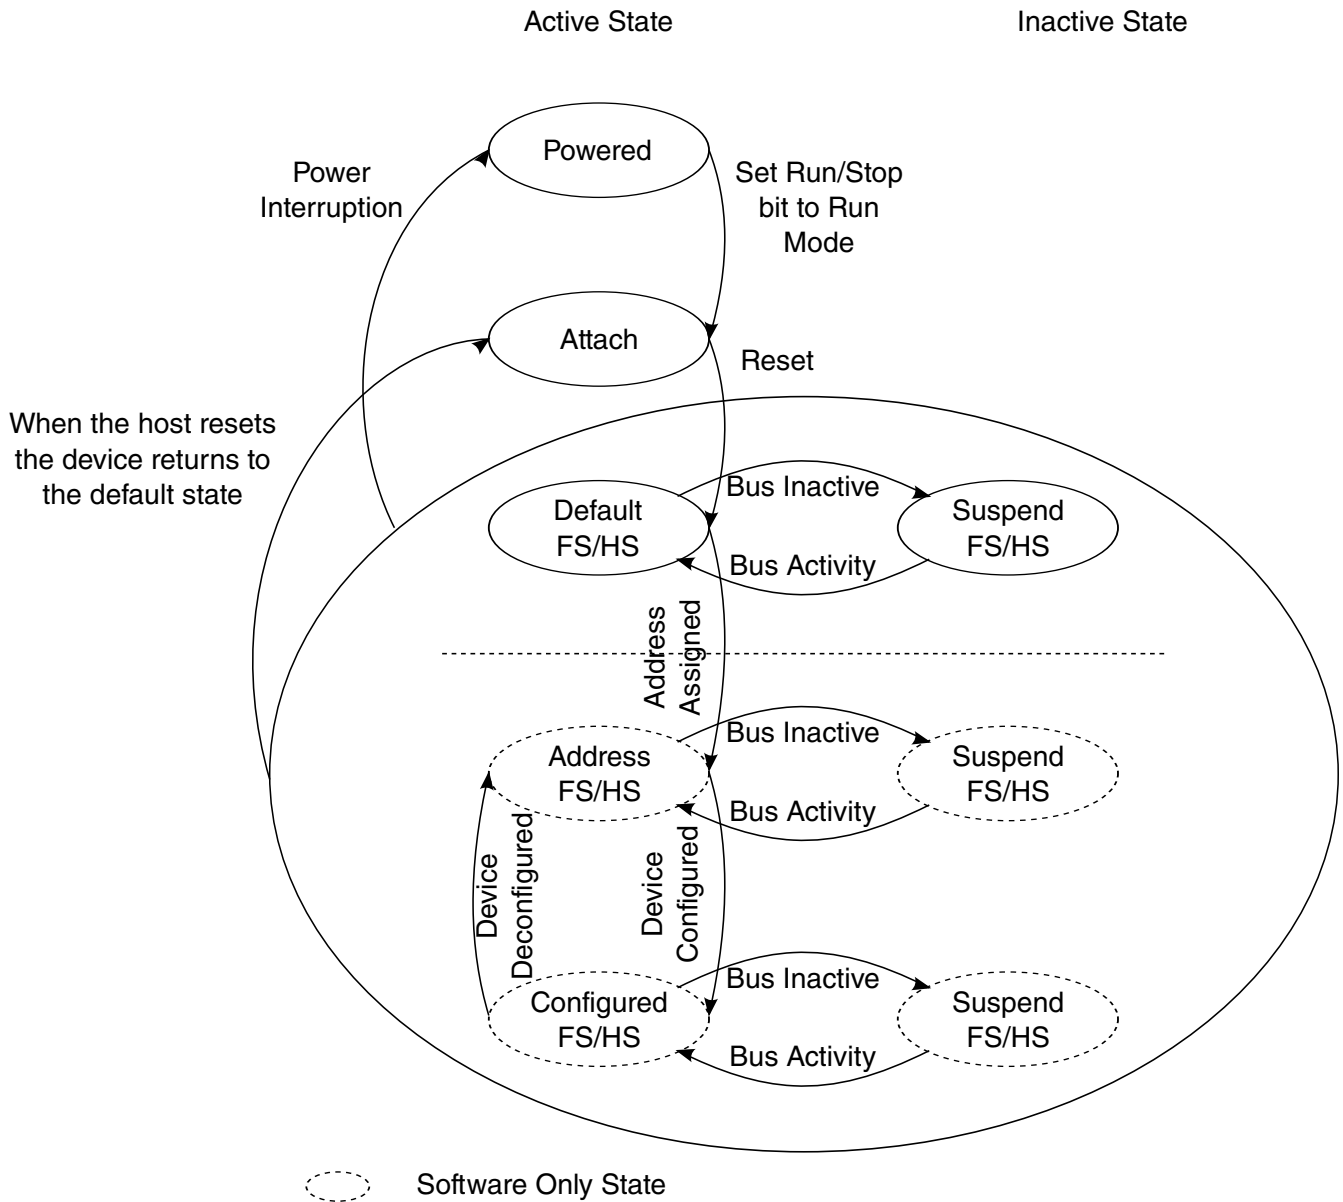 Active State
Inactive State
Powered
Power
Interruption
Set Run/Stop
bit to Run
Mode
Attach
Reset
When the host resets
the device returns to
the default state
Default
FS/HS
Bus Inactive
Bus Activity
Suspend
FS/HS
Address
Assigned
Address
FS/HS
Bus Inactive
Bus Activity
Suspend
FS/HS
Device
Deconfigured
Device
Configured
Configured
FS/HS
Bus Inactive
Bus Activity
Suspend
FS/HS
Software Only State